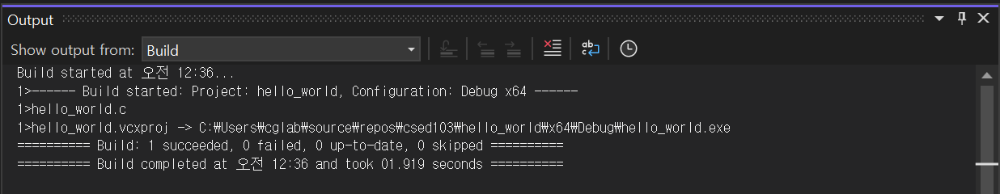 Output
Show output from: Build
Build started at 오전 12:36...
1>------ Build started: Project: hello_world, Configuration: Debug x64 ------
1>hello_world.c
1>hello_world.vcxproj -> C:₩Users₩cglab₩source₩repos₩csed103₩hello_world₩x64₩Debug₩hello_world.exe
========== Build: 1 succeeded, 0 failed, 0 up-to-date, 0 skipped ==========
========== Build completed at 오전 12:36 and took 01.919 seconds ==========